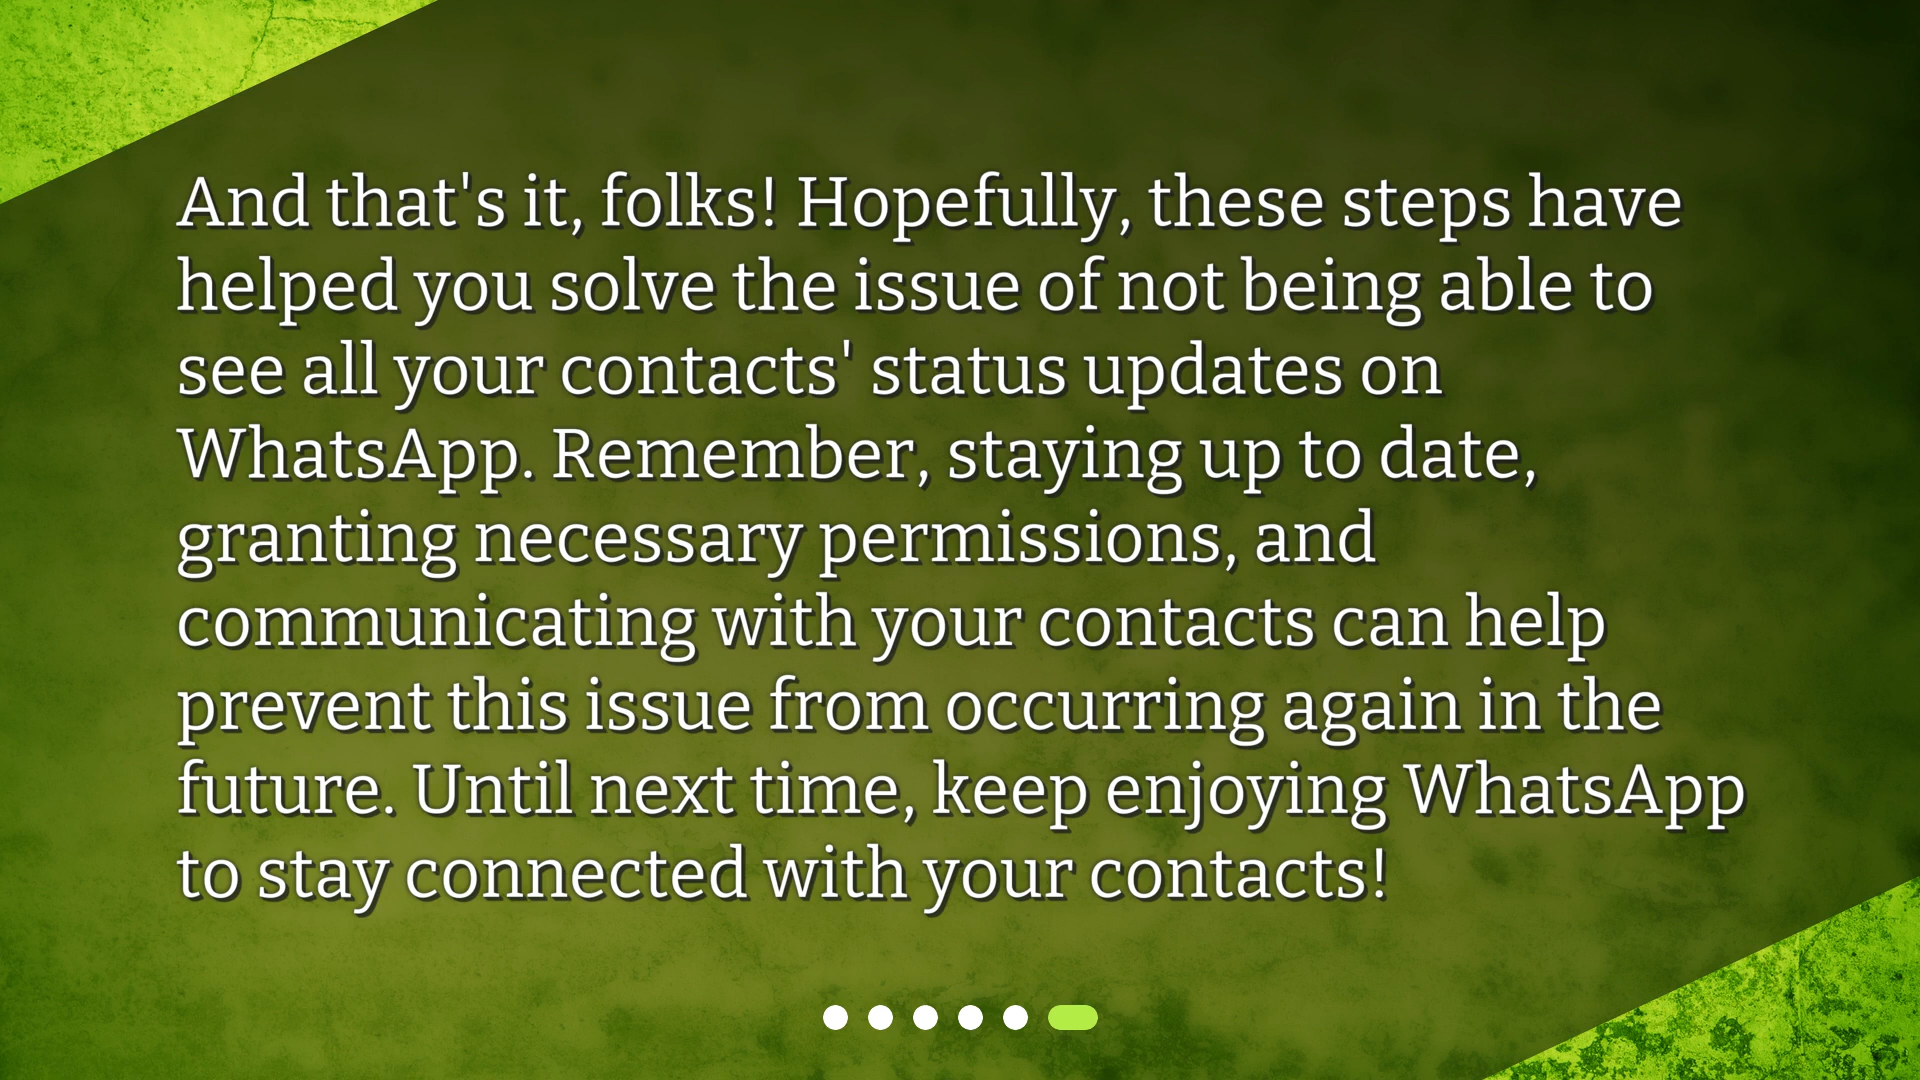 And that's it, folks! Hopefully, these steps have
helped you solve the issue of not being able to
see all your contacts' status updates on
WhatsApp. Remember, staying up to date,
granting necessary permissions, and
communicating with your contacts can help
prevent this issue from occurring again in the
future. Until next time, keep enjoying WhatsApp
to stay connected with your contacts!